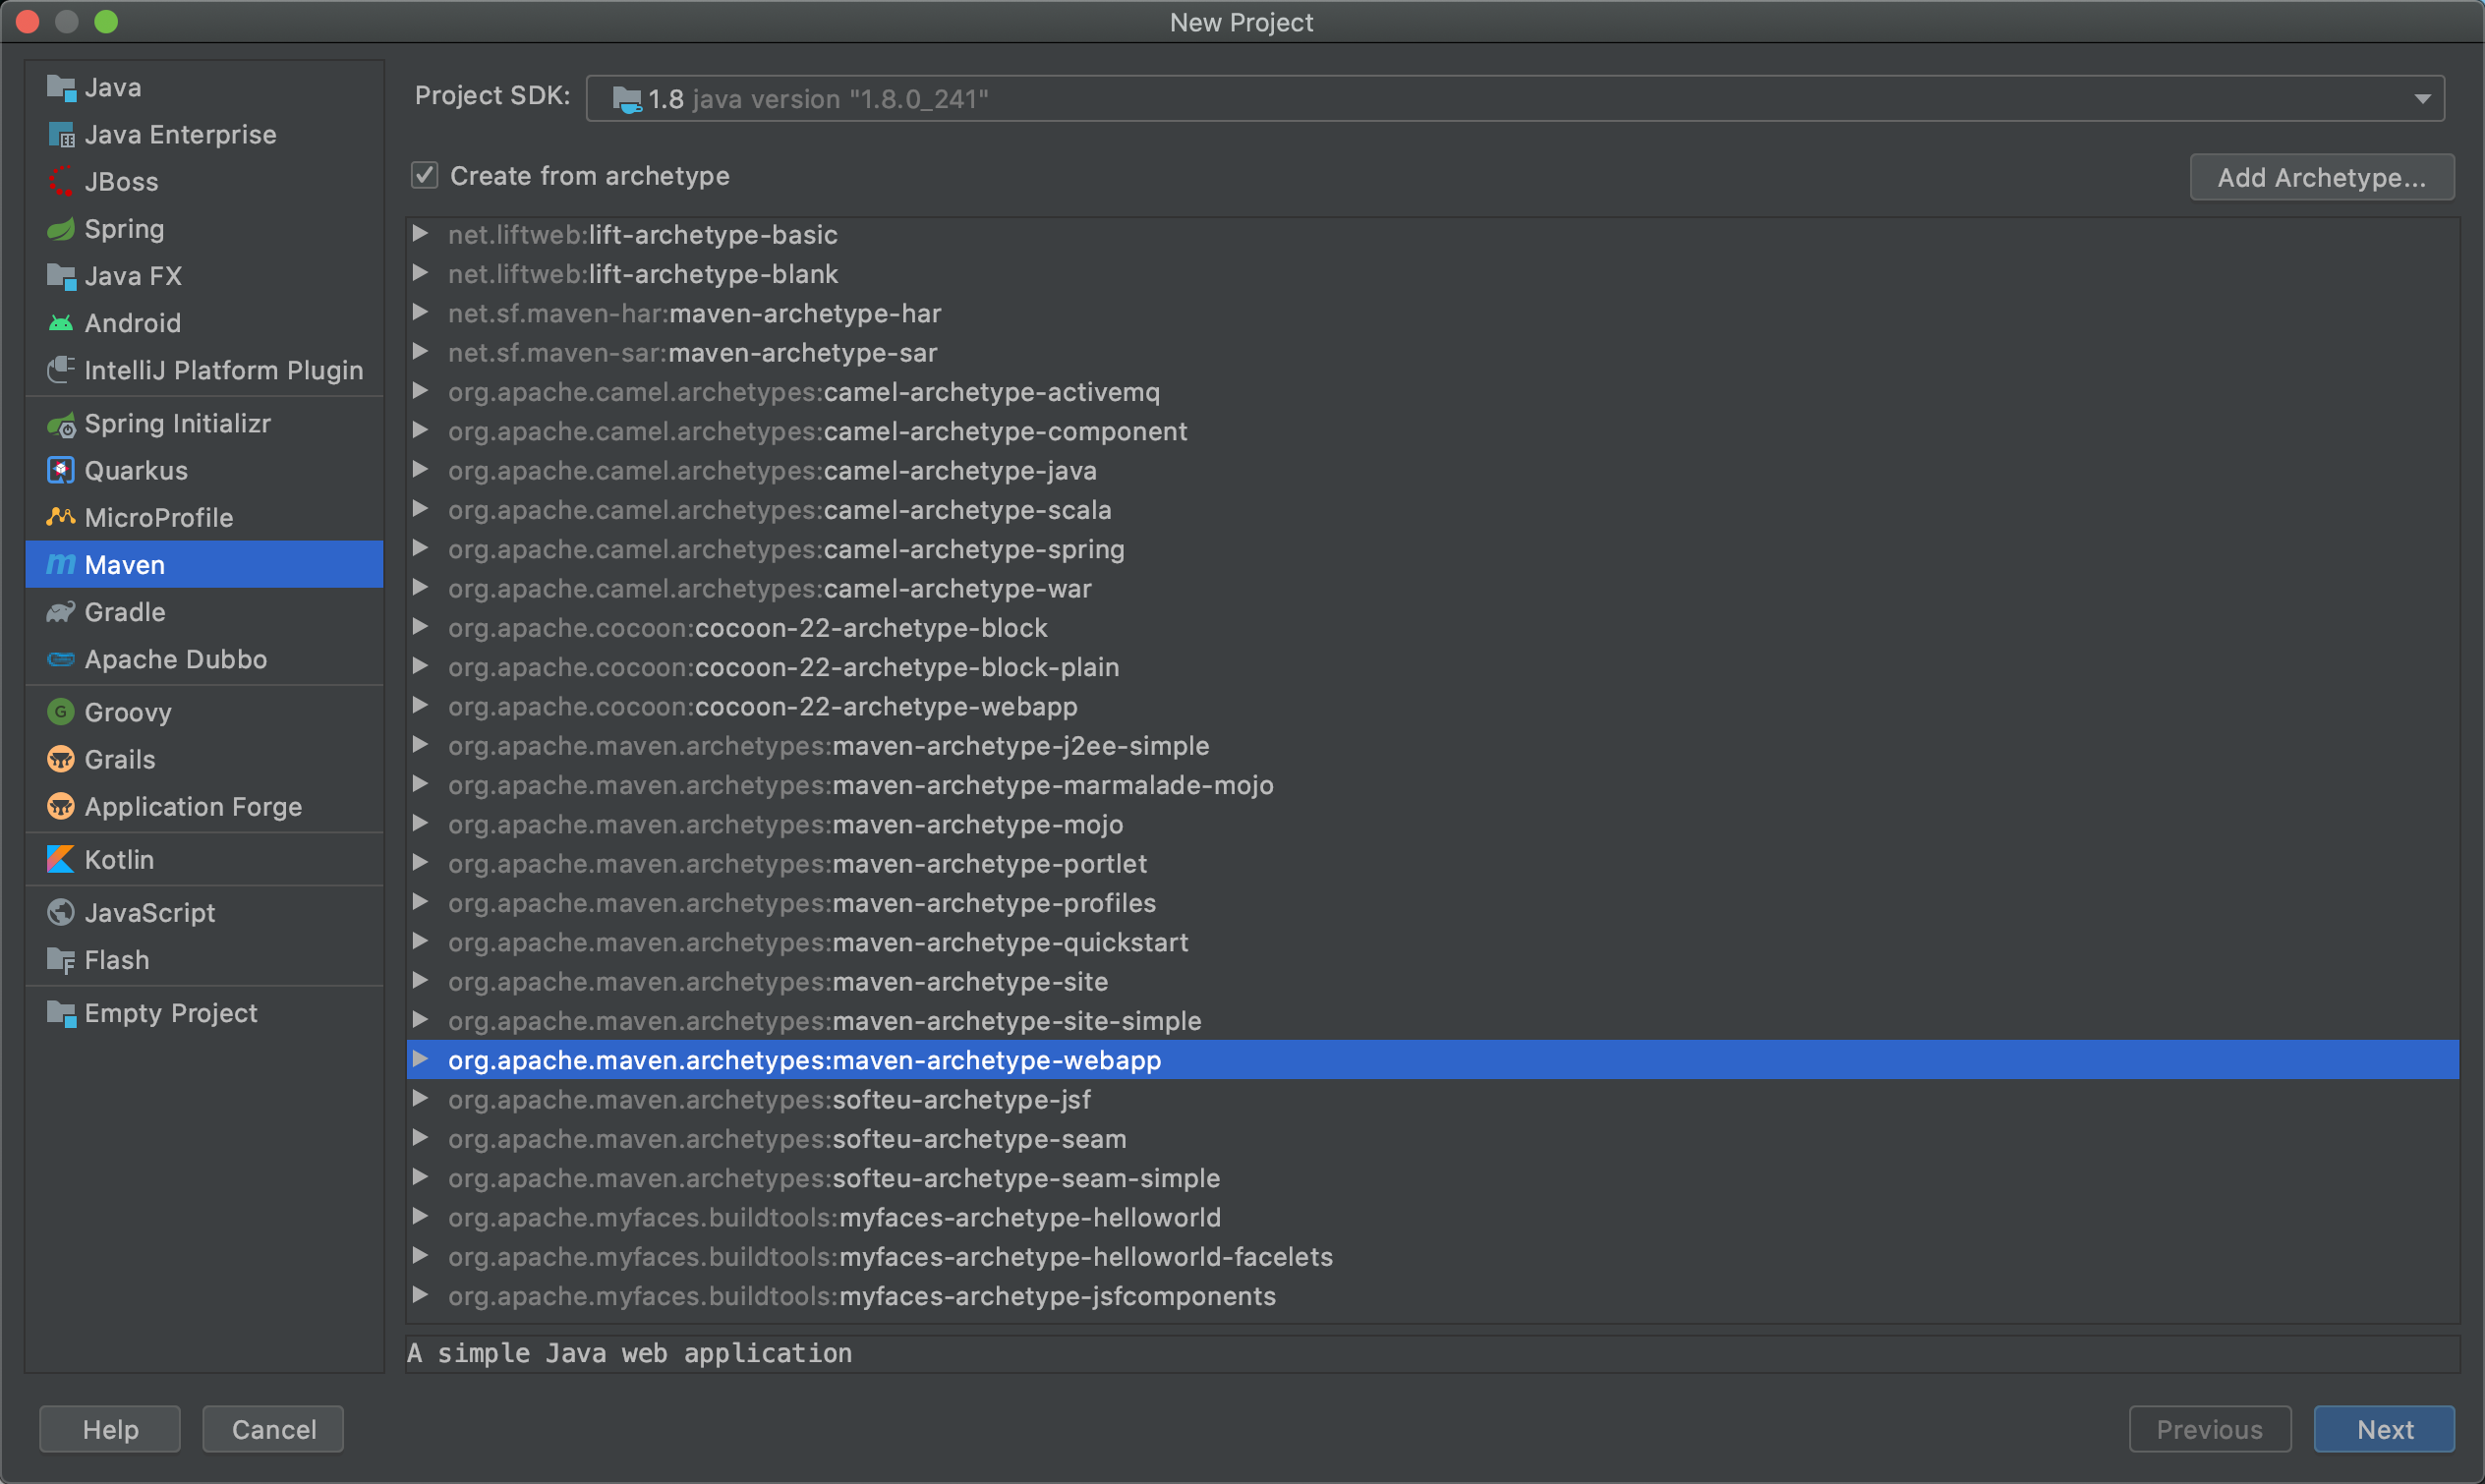 New Project
Java
Java Enterprise
JBoss
Spring
Java FX
Android
IntelliJ Platform Plugin
Spring Initializr
Quarkus
MicroProfile
Maven
Gradle
Apache Dubbo
Groovy
Grails
Application Forge
Kotlin
JavaScript
Flash
Empty Project
Project SDK: 1.8 java version "1.8.0_241"
Create from archetype
Add Archetype...
net.liftweb:lift-archetype-basic
net.liftweb:lift-archetype-blank
net.sf.maven-har:maven-archetype-har
net.sf.maven-sar:maven-archetype-sar
org.apache.camel.archetypes:camel-archetype-activemq
org.apache.camel.archetypes:camel-archetype-component
org.apache.camel.archetypes:camel-archetype-java
org.apache.camel.archetypes:camel-archetype-scala
org.apache.camel.archetypes:camel-archetype-spring
org.apache.camel.archetypes:camel-archetype-war
org.apache.cocoon:cocoon-22-archetype-block
org.apache.cocoon:cocoon-22-archetype-block-plain
org.apache.cocoon:cocoon-22-archetype-webapp
org.apache.maven.archetypes:maven-archetype-j2ee-simple
org.apache.maven.archetypes:maven-archetype-marmalade-mojo
org.apache.maven.archetypes:maven-archetype-mojo
org.apache.maven.archetypes:maven-archetype-portlet
org.apache.maven.archetypes:maven-archetype-profiles
org.apache.maven.archetypes:maven-archetype-quickstart
org.apache.maven.archetypes:maven-archetype-site
org.apache.maven.archetypes:maven-archetype-site-simple
org.apache.maven.archetypes:maven-archetype-webapp
org.apache.maven.archetypes:softeu-archetype-jsf
org.apache.maven.archetypes:softeu-archetype-seam
org.apache.maven.archetypes:softeu-archetype-seam-simple
org.apache.myfaces.buildtools:myfaces-archetype-helloworld
org.apache.myfaces.buildtools:myfaces-archetype-helloworld-facelets
org.apache.myfaces.buildtools:myfaces-archetype-jsfcomponents
A simple Java web application
Help
Cancel
Previous
Next